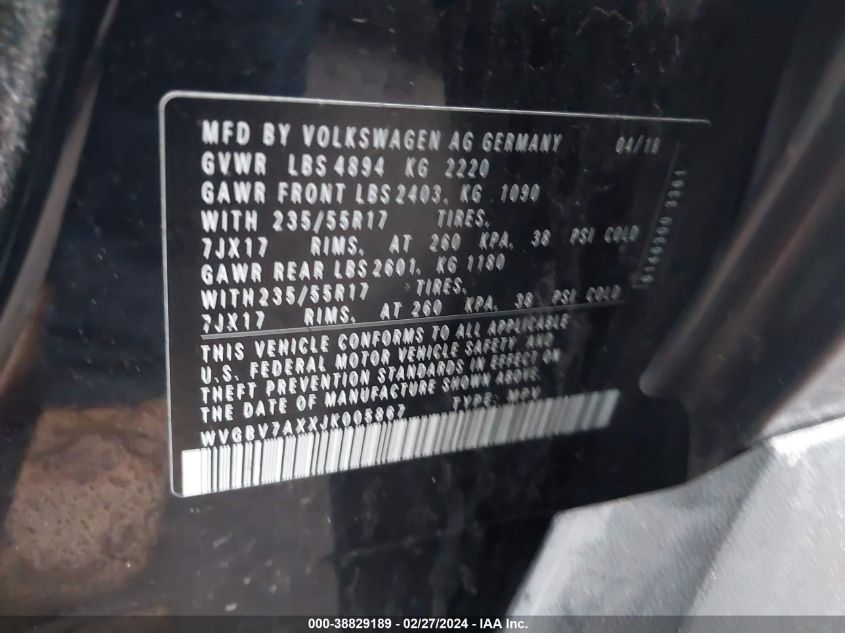 MFD BY VOLKSWAGEN AG GERMANY 04/18
GVWR LBS 4894 KG 2220
GAWR FRONT LBS 2403, KG 1090
WITH 235/55R17 TIRES,
7JX17 RIMS, AT 260 KPA, 38 PSI COLD
GAWR REAR LBS 2601, KG 1180
WITH 235/55R17 TIRES,
7JX17 RIMS, AT 260 KPA, 38 PSI COLD
THIS VEHICLE CONFORMS TO ALL APPLICABLE
U.S. FEDERAL MOTOR VEHICLE SAFETY, AND
THEFT PREVENTION STANDARDS IN EFFECT ON
THE DATE OF MANUFACTURE SHOWN ABOVE.
WVGBV7AXXJK005367 TYPE: MPV
000-38829189 - 02/27/2024 - IAA Inc.